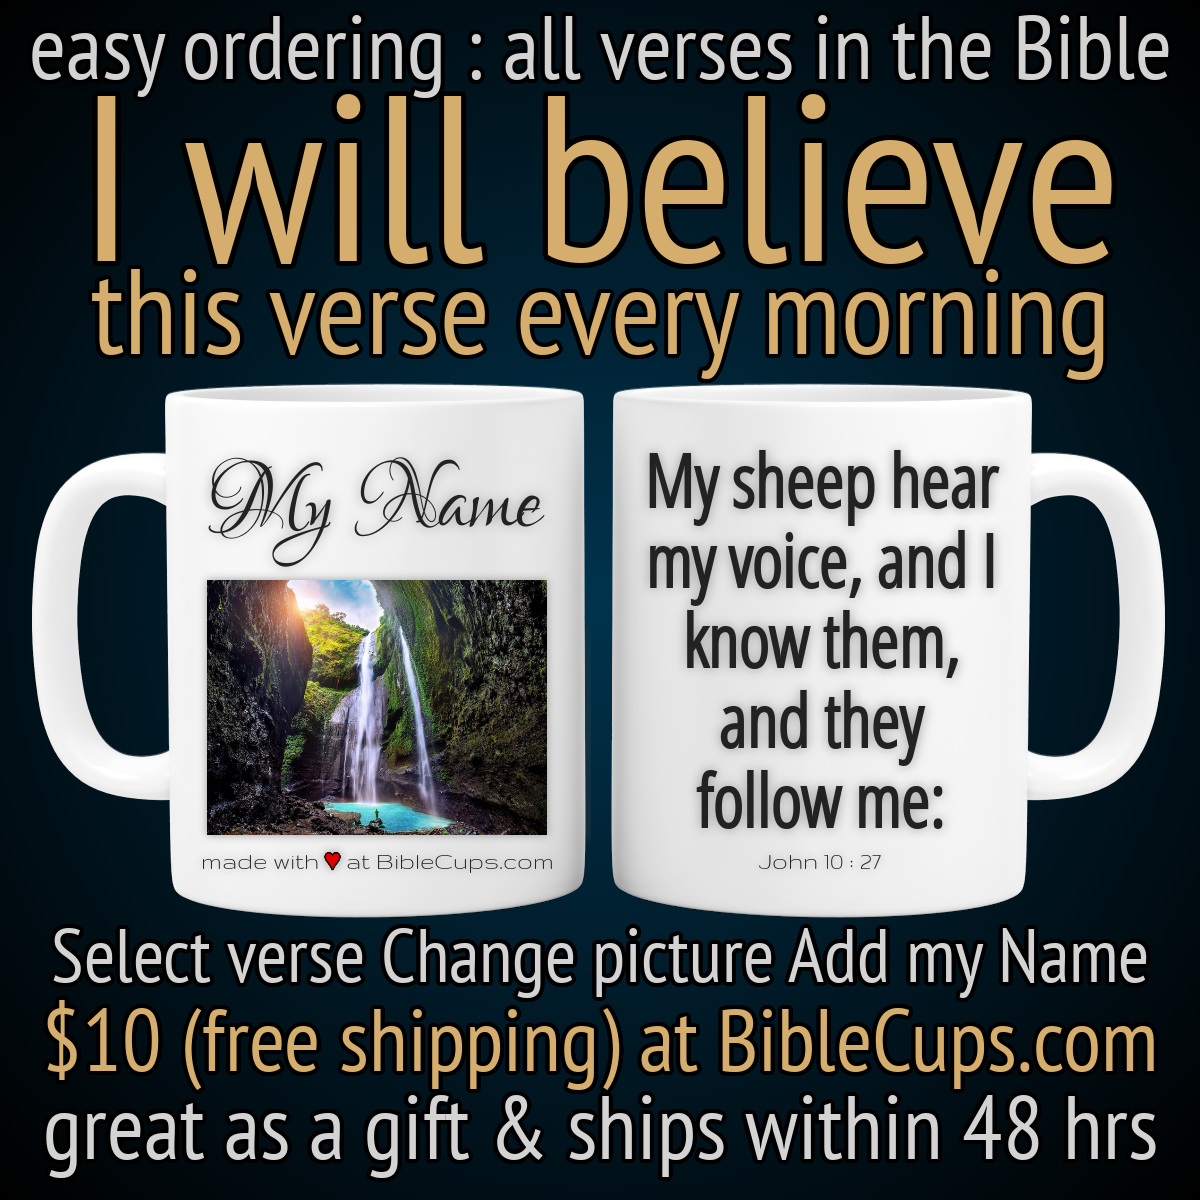 easy ordering : all verses in the Bible
I will believe
this verse every morning
My Name
made with ❤ at BibleCups.com
My sheep hear
my voice, and I
know them,
and they
follow me:
John 10 : 27
Select verse Change picture Add my Name
$10 (free shipping) at BibleCups.com
great as a gift & ships within 48 hrs